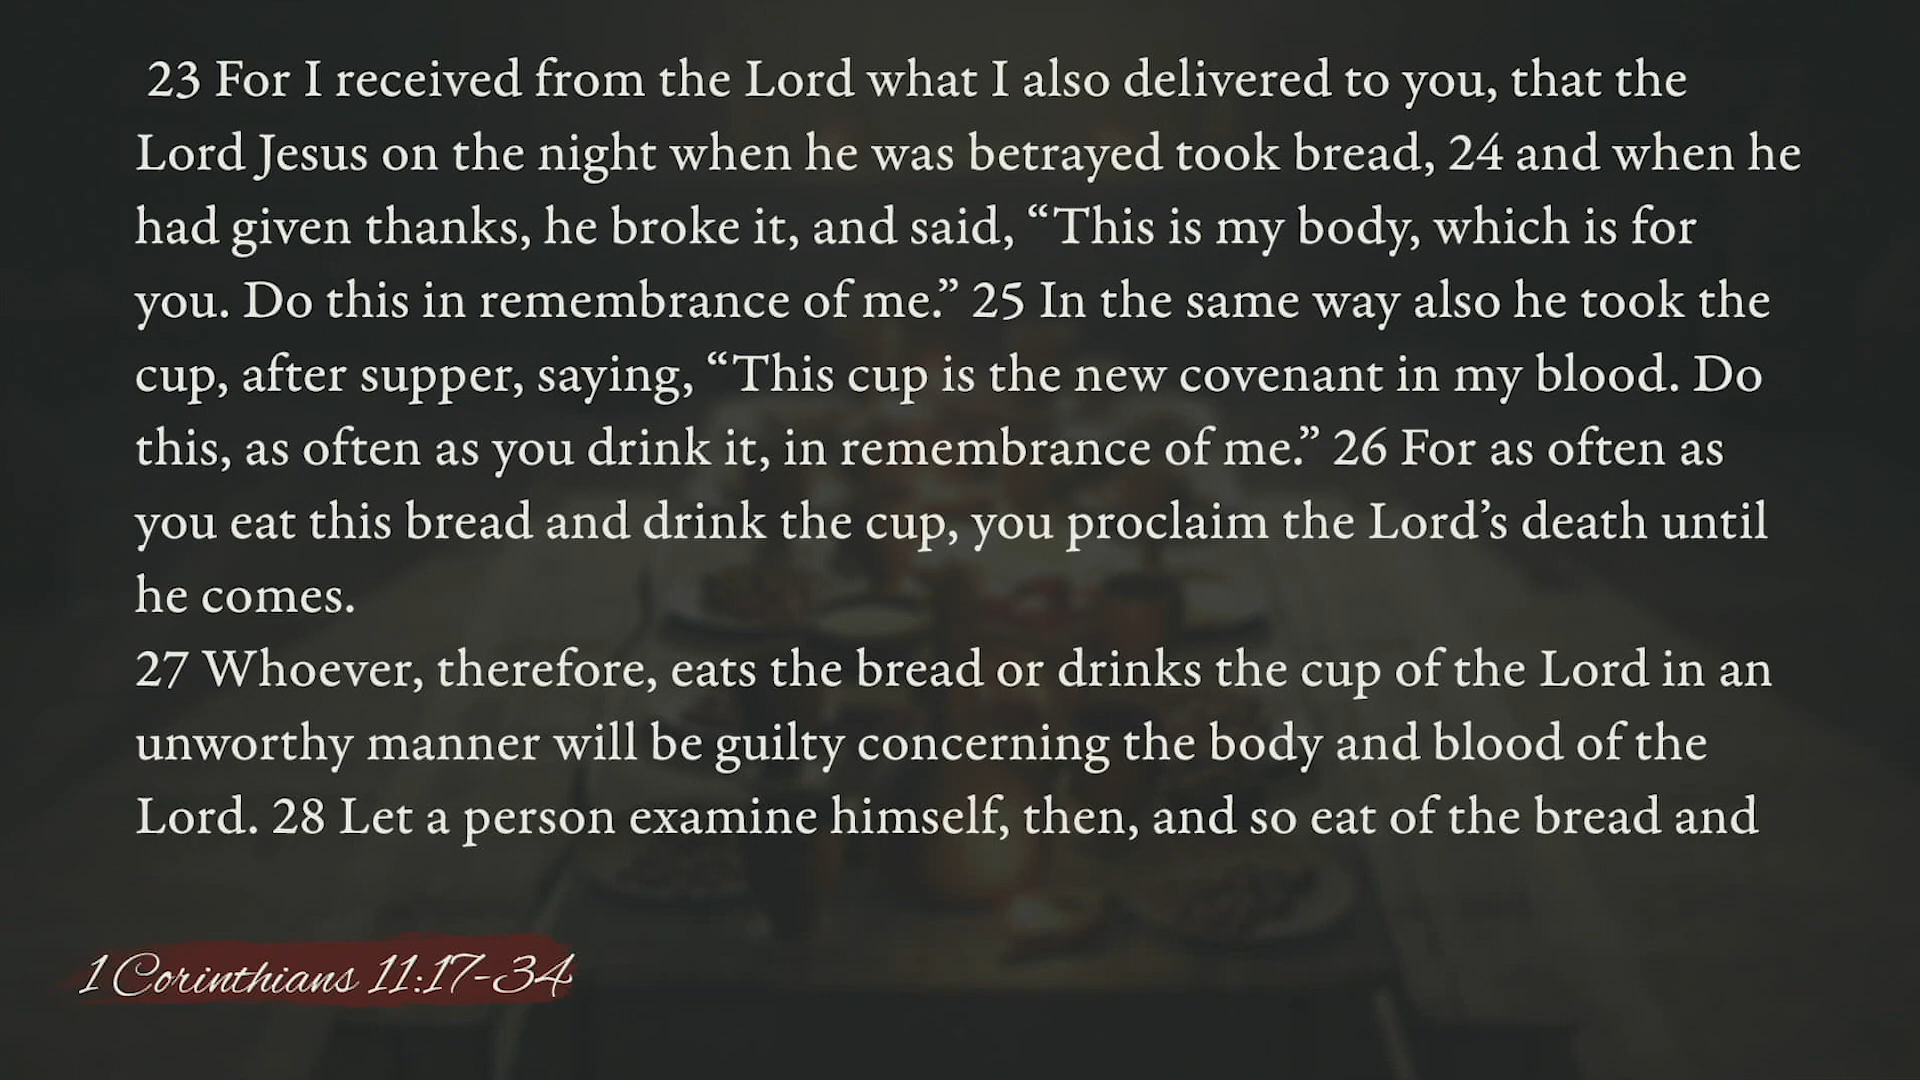 23 For I received from the Lord what I also delivered to you, that the
Lord Jesus on the night when he was betrayed took bread, 24 and when he
had given thanks, he broke it, and said, “This is my body, which is for
you. Do this in remembrance of me.” 25 In the same way also he took the
cup, after supper, saying, “This cup is the new covenant in my blood. Do
this, as often as you drink it, in remembrance of me.” 26 For as often as
you eat this bread and drink the cup, you proclaim the Lord’s death until
he comes.
27 Whoever, therefore, eats the bread or drinks the cup of the Lord in an
unworthy manner will be guilty concerning the body and blood of the
Lord. 28 Let a person examine himself, then, and so eat of the bread and
1 Corinthians 11:17-34